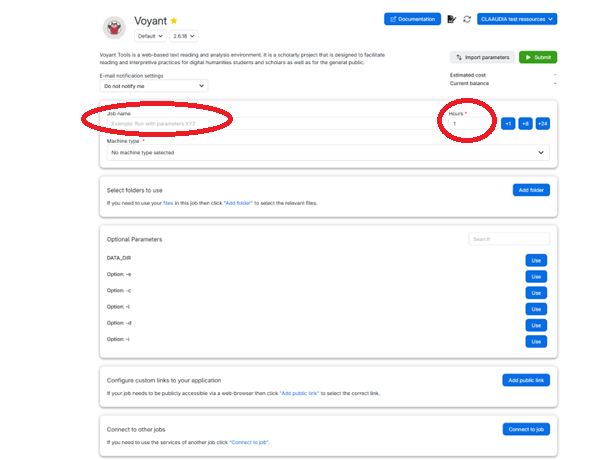 Voyant
Documentation
CLAAUDIA test ressources
Default
2.6.18
Voyant Tools is a web-based text reading and analysis environment. It is a scholarly project that is designed to facilitate
reading and interpretive practices for digital humanities students and scholars as well as for the general public.
Import parameters
Submit
E-mail notification settings
Do not notify me
Estimated cost
-
Current balance
-
Job name
Example: Run with parameters XYZ
Hours *
1
+1
+8
+24
Machine type *
No machine type selected
Select folders to use
Add folder
If you need to use your files in this job then click "Add folder" to select the relevant files.
Optional Parameters
Search
DATA_DIR
Use
Option: -e
Use
Option: -c
Use
Option: -i
Use
Option: -d
Use
Option: -l
Use
Configure custom links to your application
Add public link
If your job needs to be publicly accessible via a web-browser then click "Add public link" to select the correct link.
Connect to other jobs
Connect to job
If you need to use the services of another job click "Connect to job".